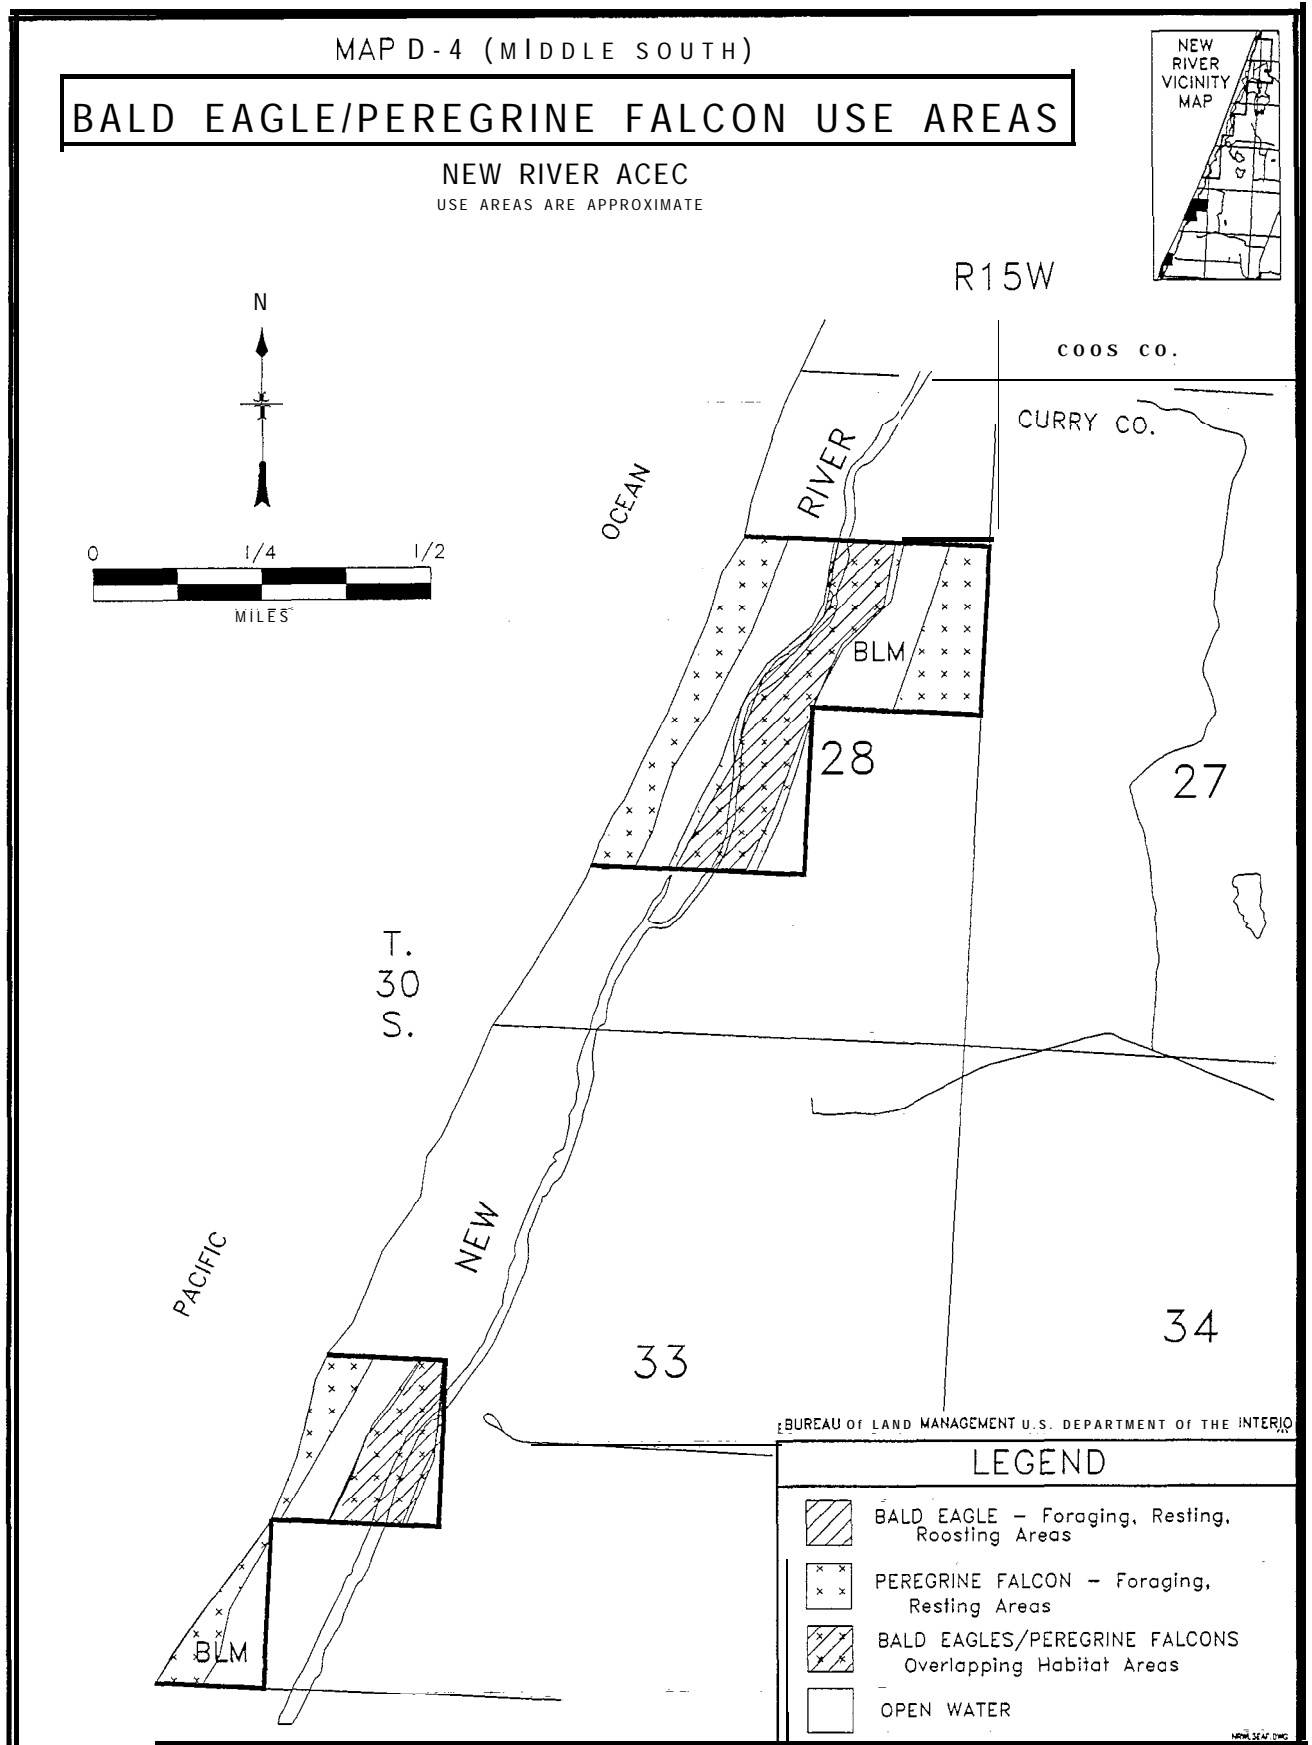 MAP D-4 (MIDDLE SOUTH)
BALD EAGLE/PEREGRINE FALCON USE AREAS
NEW RIVER ACEC
USE AREAS ARE APPROXIMATE
NEW
RIVER
VICINITY
MAP
R15W
COOS CO.
CURRY CO.
N
0 1/4 1/2
MILES
OCEAN
RIVER
BLM
28
27
T.
30
S.
NEW
PACIFIC
33
34
BLM
BUREAU Of LAND MANAGEMENT U.S. DEPARTMENT Of THE INTERIO
LEGEND
BALD EAGLE – Foraging, Resting,
Roosting Areas
PEREGRINE FALCON – Foraging,
Resting Areas
BALD EAGLES/PEREGRINE FALCONS
Overlapping Habitat Areas
OPEN WATER